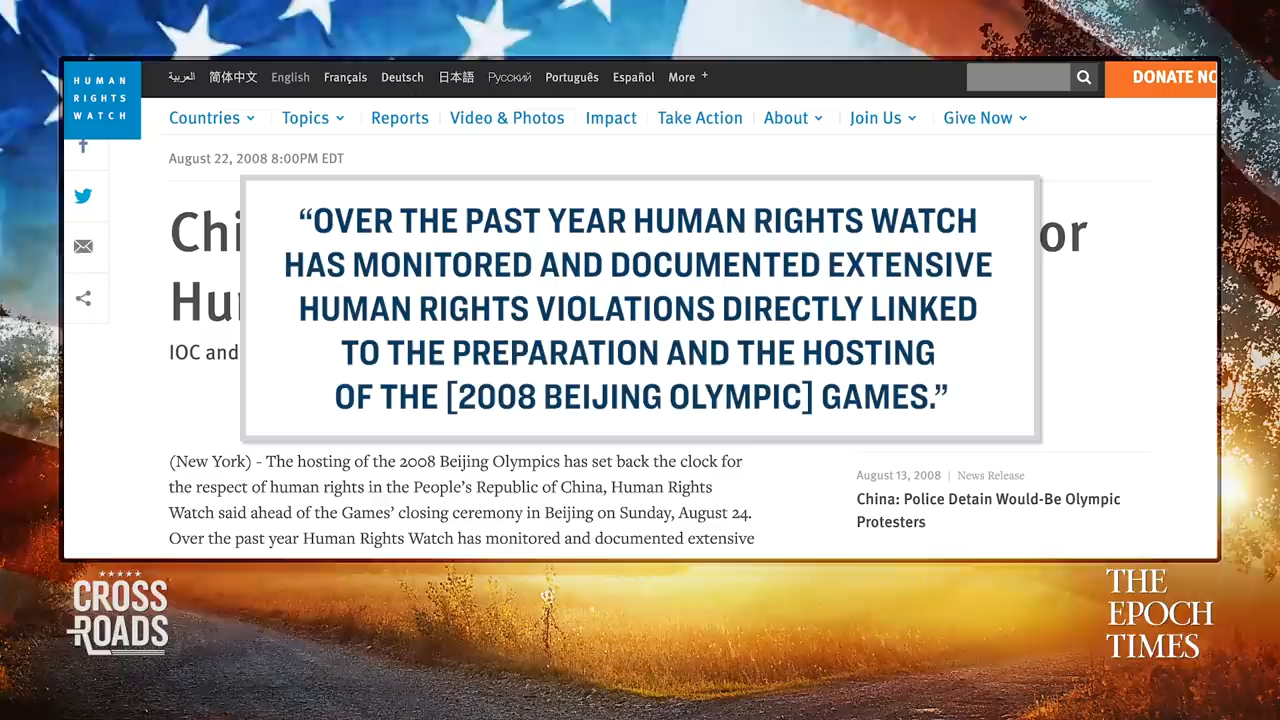 HUMAN
RIGHTS
WATCH
العربية 简体中文 English Français Deutsch 日本語 Русский Português Español More +
DONATE NO
Countries Topics Reports Video & Photos Impact Take Action About Join Us Give Now
August 22, 2008 8:00PM EDT
Chi
or
Hu
IOC and
“OVER THE PAST YEAR HUMAN RIGHTS WATCH
HAS MONITORED AND DOCUMENTED EXTENSIVE
HUMAN RIGHTS VIOLATIONS DIRECTLY LINKED
TO THE PREPARATION AND THE HOSTING
OF THE [2008 BEIJING OLYMPIC] GAMES.”
(New York) - The hosting of the 2008 Beijing Olympics has set back the clock for
the respect of human rights in the People’s Republic of China, Human Rights
Watch said ahead of the Games’ closing ceremony in Beijing on Sunday, August 24.
Over the past year Human Rights Watch has monitored and documented extensive
August 13, 2008 | News Release
China: Police Detain Would-Be Olympic
Protesters
CROSS
ROADS
THE
EPOCH
TIMES